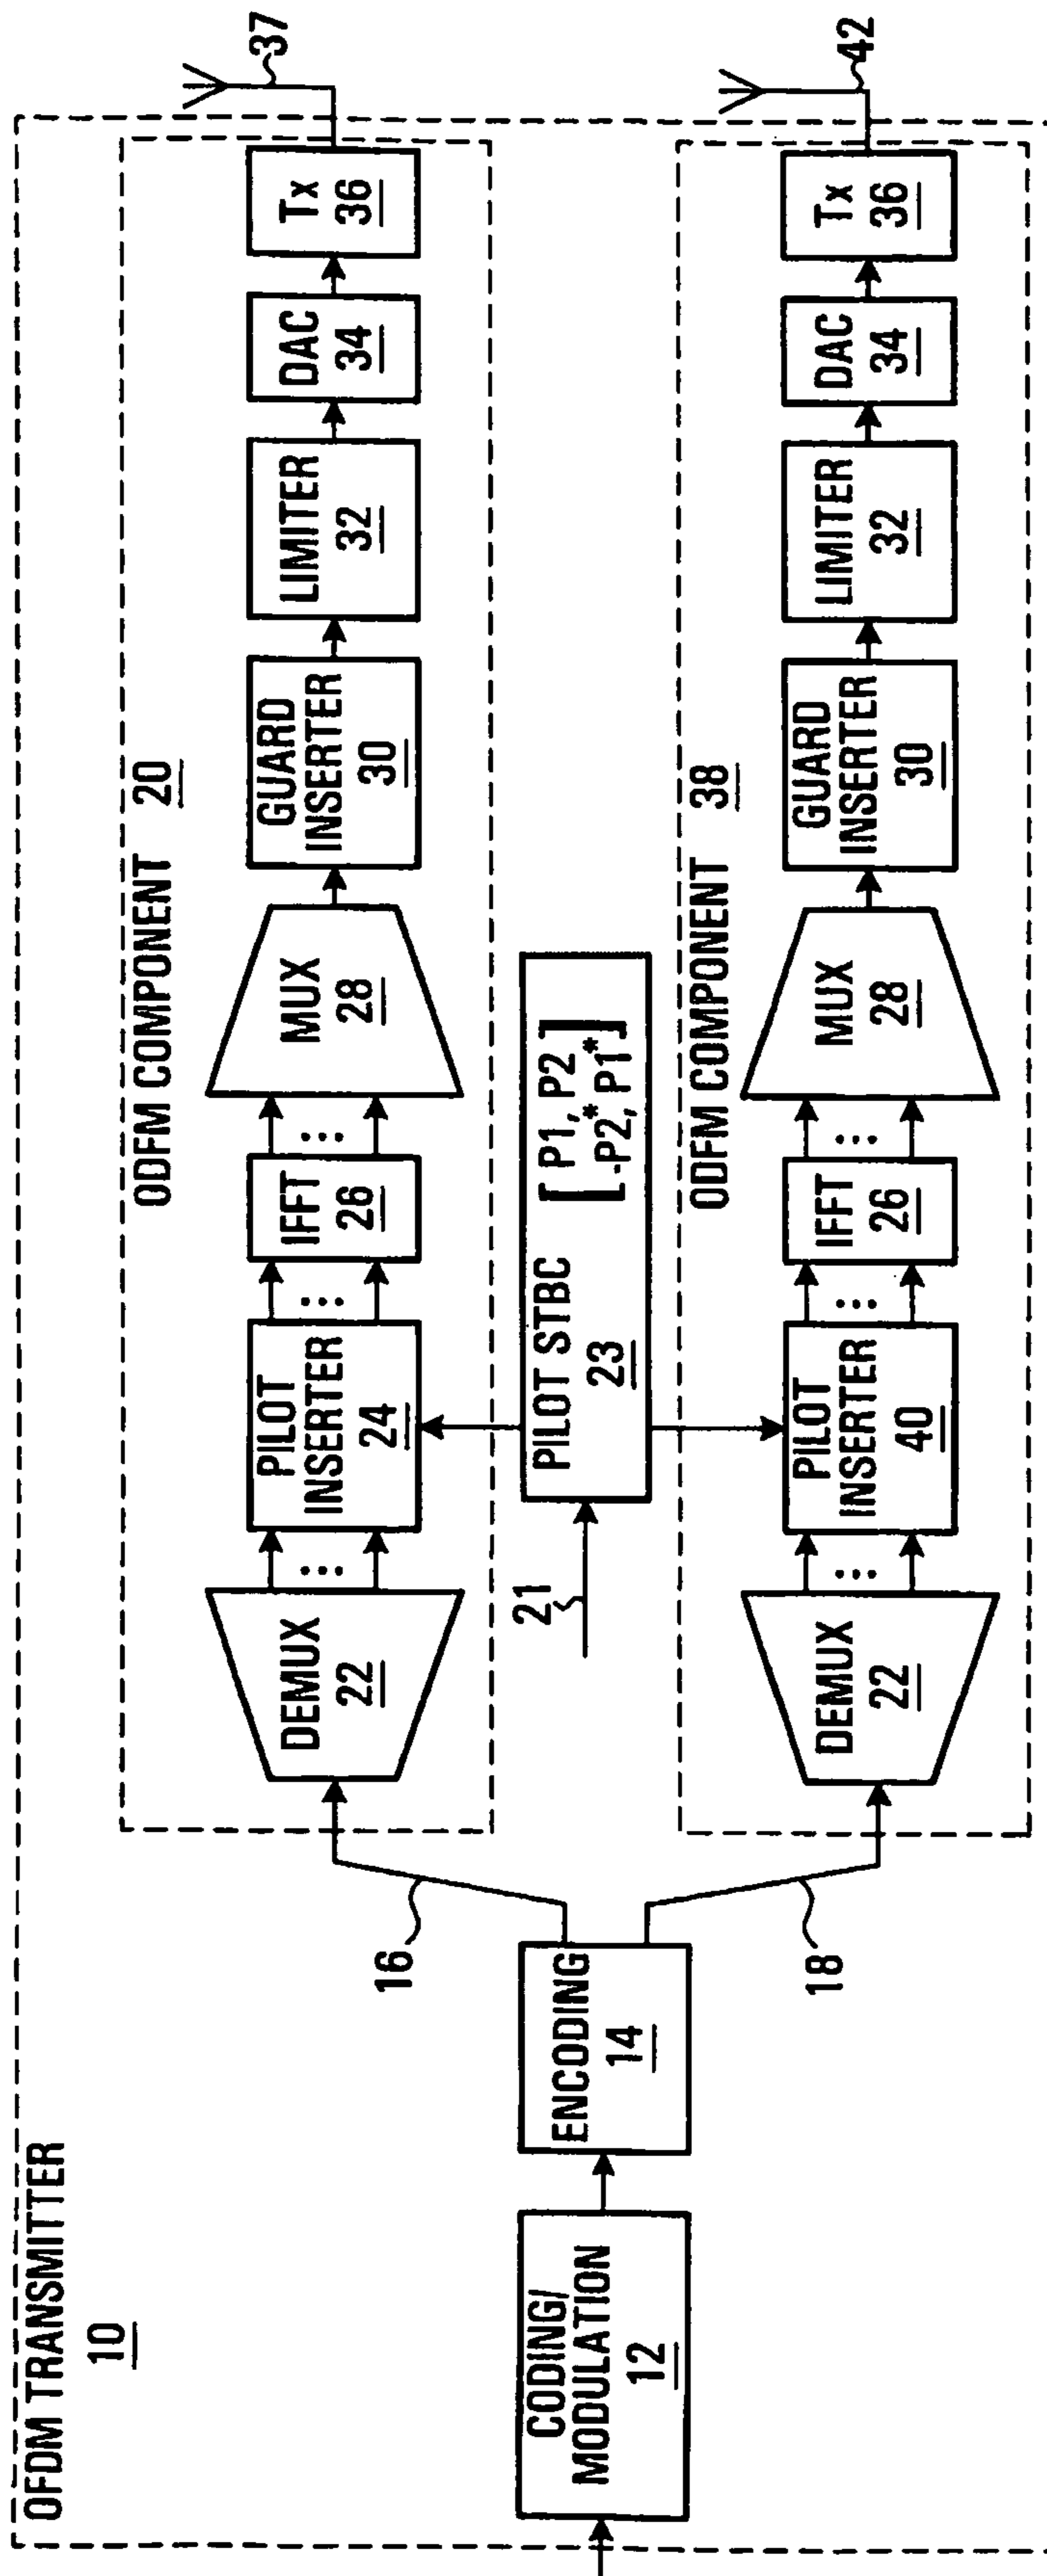 OFDM TRANSMITTER
10
CODING/
MODULATION
12
ENCODING
14
16
18
ODFM COMPONENT 20
DEMUX
22
PILOT
INSERTER
24
IFFT
26
MUX
28
GUARD
INSERTER
30
LIMITER
32
DAC
34
Tx
36
37
21
PILOT STBC
23
[P1, P2
-P2*, P1*]
ODFM COMPONENT 38
DEMUX
22
PILOT
INSERTER
40
IFFT
26
MUX
28
GUARD
INSERTER
30
LIMITER
32
DAC
34
Tx
36
42